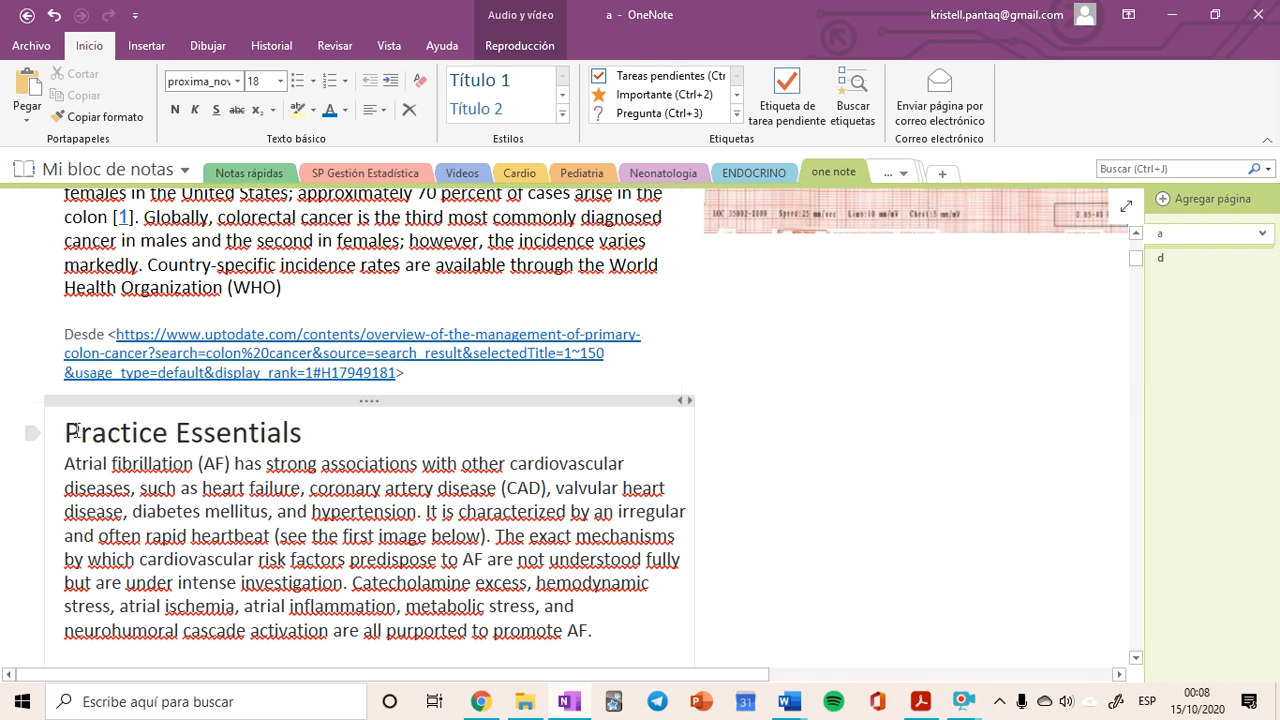 Audio y vídeo
a - OneNote
kristell.pantaq@gmail.com
Archivo
Inicio
Insertar
Dibujar
Historial
Revisar
Vista
Ayuda
Reproducción
Pegar
Cortar
Copiar
Copiar formato
Portapapeles
proxima_nov
18
N K S abc x₂
A
Texto básico
Título 1
Título 2
Estilos
Tareas pendientes (Ctr
Importante (Ctrl+2)
Pregunta (Ctrl+3)
Etiqueta de
tarea pendiente
Buscar
etiquetas
Etiquetas
Enviar página por
correo electrónico
Correo electrónico
Mi bloc de notas
Notas rápidas
SP Gestión Estadística
Videos
Cardio
Pediatria
Neonatologia
ENDOCRINO
one note
...
Buscar (Ctrl+J)
Agregar página
a
d
females in the United States; approximately 70 percent of cases arise in the
colon [1]. Globally, colorectal cancer is the third most commonly diagnosed
cancer in males and the second in females; however, the incidence varies
markedly. Country-specific incidence rates are available through the World
Health Organization (WHO)
Desde <https://www.uptodate.com/contents/overview-of-the-management-of-primary-
colon-cancer?search=colon%20cancer&source=search_result&selectedTitle=1~150
&usage_type=default&display_rank=1#H17949181>
Practice Essentials
Atrial fibrillation (AF) has strong associations with other cardiovascular
diseases, such as heart failure, coronary artery disease (CAD), valvular heart
disease, diabetes mellitus, and hypertension. It is characterized by an irregular
and often rapid heartbeat (see the first image below). The exact mechanisms
by which cardiovascular risk factors predispose to AF are not understood fully
but are under intense investigation. Catecholamine excess, hemodynamic
stress, atrial ischemia, atrial inflammation, metabolic stress, and
neurohumoral cascade activation are all purported to promote AF.
Escribe aquí para buscar
31
ESP
00:08
15/10/2020